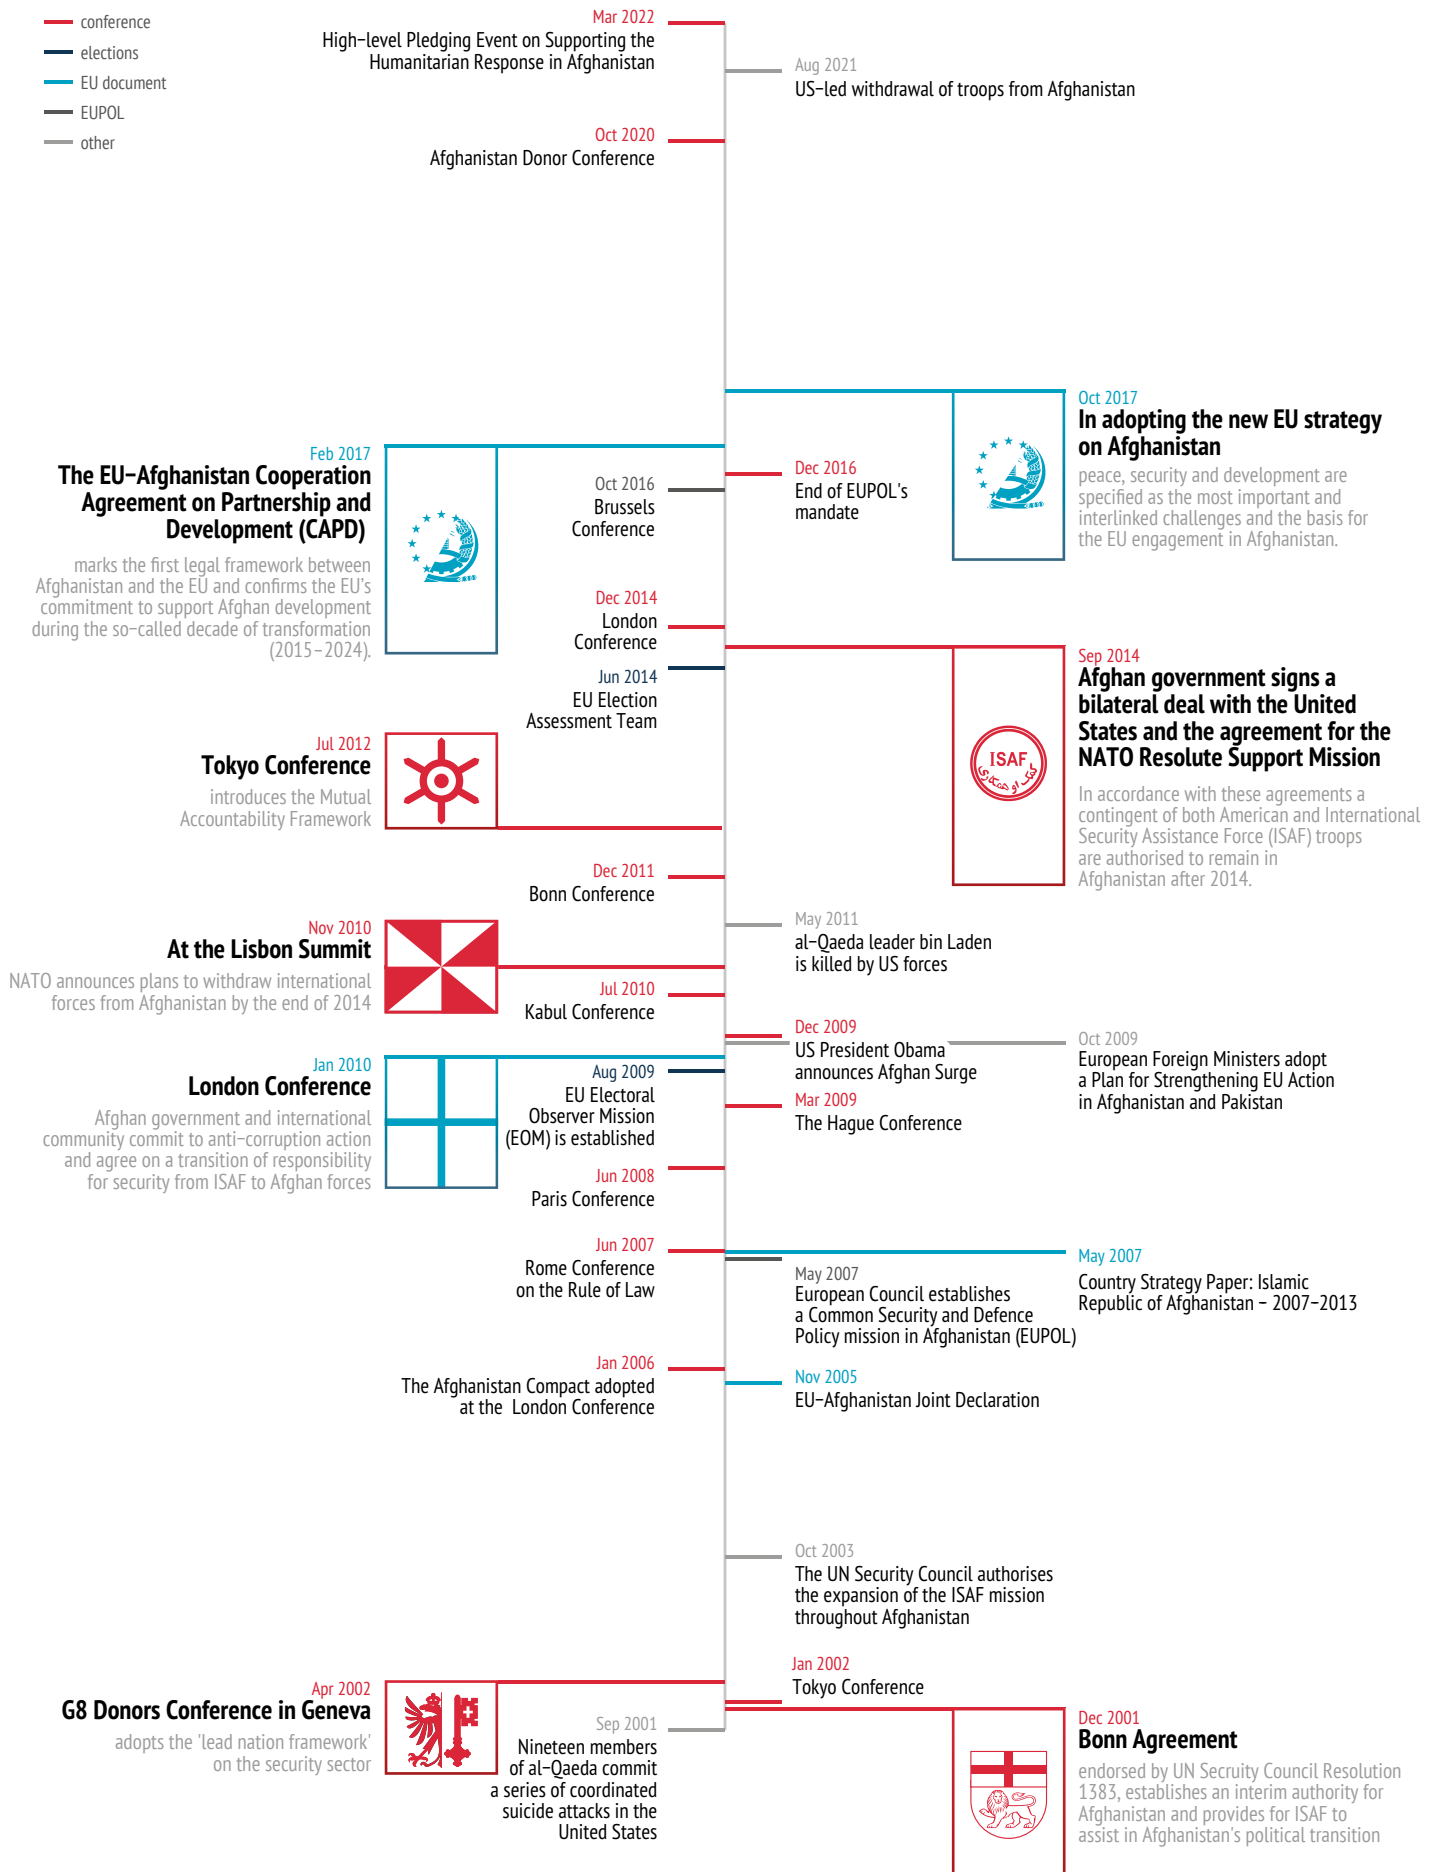 conference
elections
EU document
EUPOL
other
Mar 2022
High-level Pledging Event on Supporting the
Humanitarian Response in Afghanistan
Aug 2021
US-led withdrawal of troops from Afghanistan
Oct 2020
Afghanistan Donor Conference
Oct 2017
In adopting the new EU strategy
on Afghanistan
peace, security and development are
specified as the most important and
interlinked challenges and the basis for
the EU engagement in Afghanistan.
Feb 2017
The EU-Afghanistan Cooperation
Agreement on Partnership and
Development (CAPD)
marks the first legal framework between
Afghanistan and the EU and confirms the EU's
commitment to support Afghan development
during the so-called decade of transformation
(2015-2024).
Dec 2016
End of EUPOL's
mandate
Oct 2016
Brussels
Conference
Dec 2014
London
Conference
Sep 2014
Afghan government signs a
bilateral deal with the United
States and the agreement for the
NATO Resolute Support Mission
In accordance with these agreements a
contingent of both American and International
Security Assistance Force (ISAF) troops
are authorised to remain in
Afghanistan after 2014.
ISAF
کمک او همکاری
Jun 2014
EU Election
Assessment Team
Jul 2012
Tokyo Conference
introduces the Mutual
Accountability Framework
Dec 2011
Bonn Conference
May 2011
al-Qaeda leader bin Laden
is killed by US forces
Nov 2010
At the Lisbon Summit
NATO announces plans to withdraw international
forces from Afghanistan by the end of 2014
Jul 2010
Kabul Conference
Dec 2009
US President Obama
announces Afghan Surge
Oct 2009
European Foreign Ministers adopt
a Plan for Strengthening EU Action
in Afghanistan and Pakistan
Jan 2010
London Conference
Afghan government and international
community commit to anti-corruption action
and agree on a transition of responsibility
for security from ISAF to Afghan forces
Aug 2009
EU Electoral
Observer Mission
(EOM) is established
Mar 2009
The Hague Conference
Jun 2008
Paris Conference
Jun 2007
Rome Conference
on the Rule of Law
May 2007
European Council establishes
a Common Security and Defence
Policy mission in Afghanistan (EUPOL)
May 2007
Country Strategy Paper: Islamic
Republic of Afghanistan - 2007-2013
Jan 2006
The Afghanistan Compact adopted
at the London Conference
Nov 2005
EU-Afghanistan Joint Declaration
Oct 2003
The UN Security Council authorises
the expansion of the ISAF mission
throughout Afghanistan
Jan 2002
Tokyo Conference
Apr 2002
G8 Donors Conference in Geneva
adopts the 'lead nation framework'
on the security sector
Sep 2001
Nineteen members
of al-Qaeda commit
a series of coordinated
suicide attacks in the
United States
Dec 2001
Bonn Agreement
endorsed by UN Secruity Council Resolution
1383, establishes an interim authority for
Afghanistan and provides for ISAF to
assist in Afghanistan's political transition